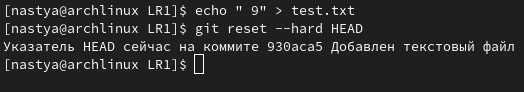 [nastya@archlinux LR1]$ echo " 9" > test.txt
[nastya@archlinux LR1]$ git reset --hard HEAD
Указатель HEAD сейчас на коммите 930aca5 Добавлен текстовый файл
[nastya@archlinux LR1]$